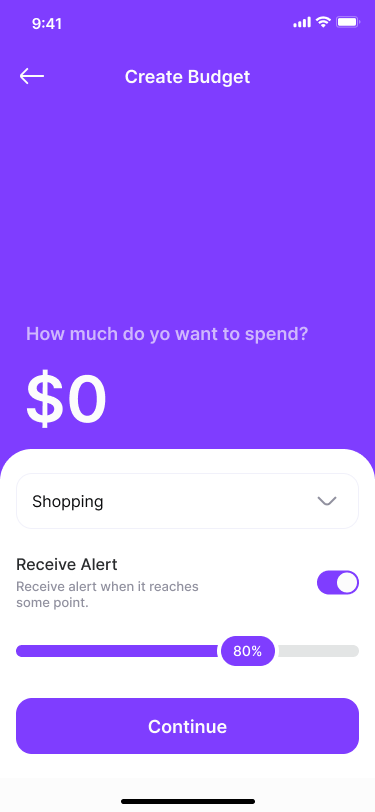 9:41
Create Budget
How much do yo want to spend?
$0
Shopping
Receive Alert
Receive alert when it reaches
some point.
80%
Continue